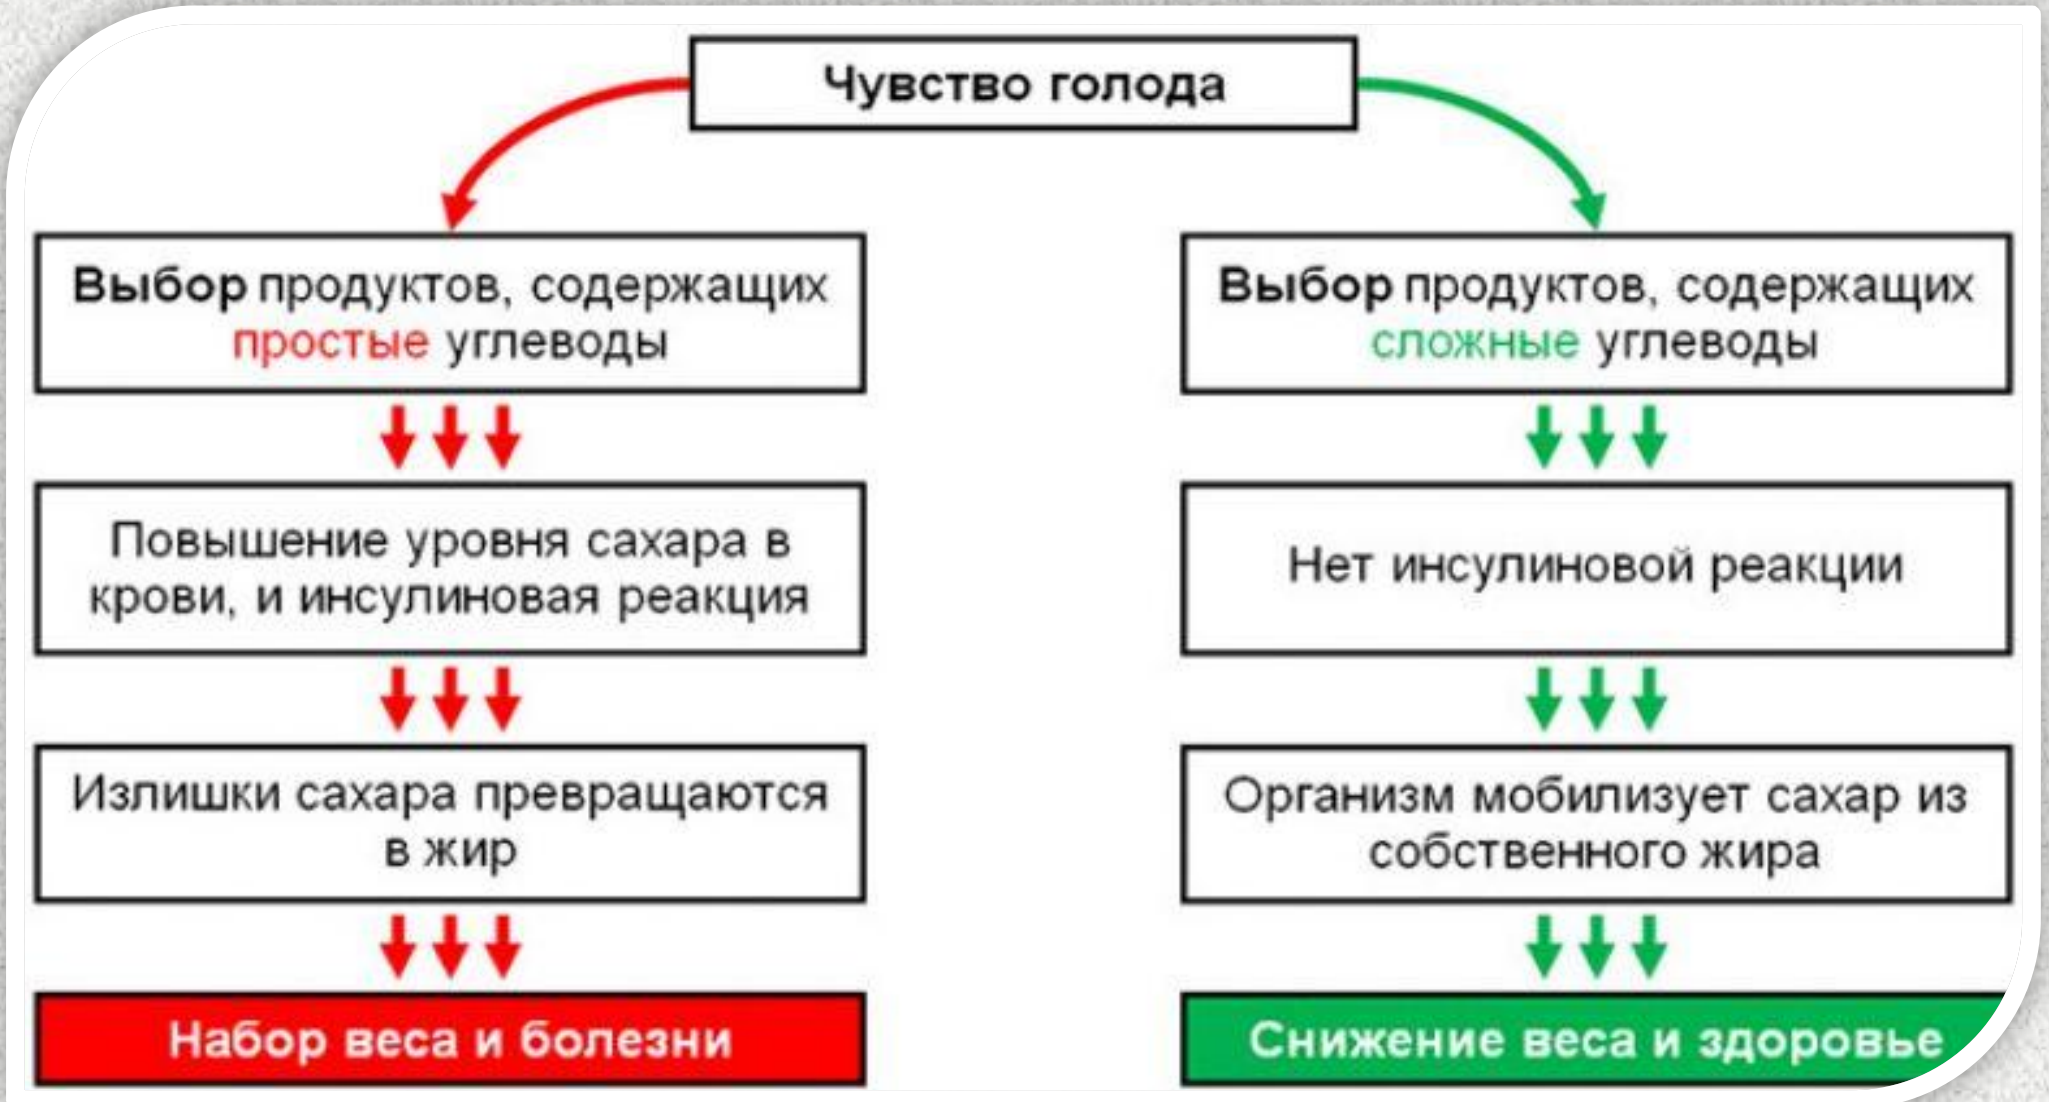 Чувство голода
Выбор продуктов, содержащих
простые углеводы
Повышение уровня сахара в
крови, и инсулиновая реакция
Излишки сахара превращаются
в жир
Набор веса и болезни
Выбор продуктов, содержащих
сложные углеводы
Нет инсулиновой реакции
Организм мобилизует сахар из
собственного жира
Снижение веса и здоровье